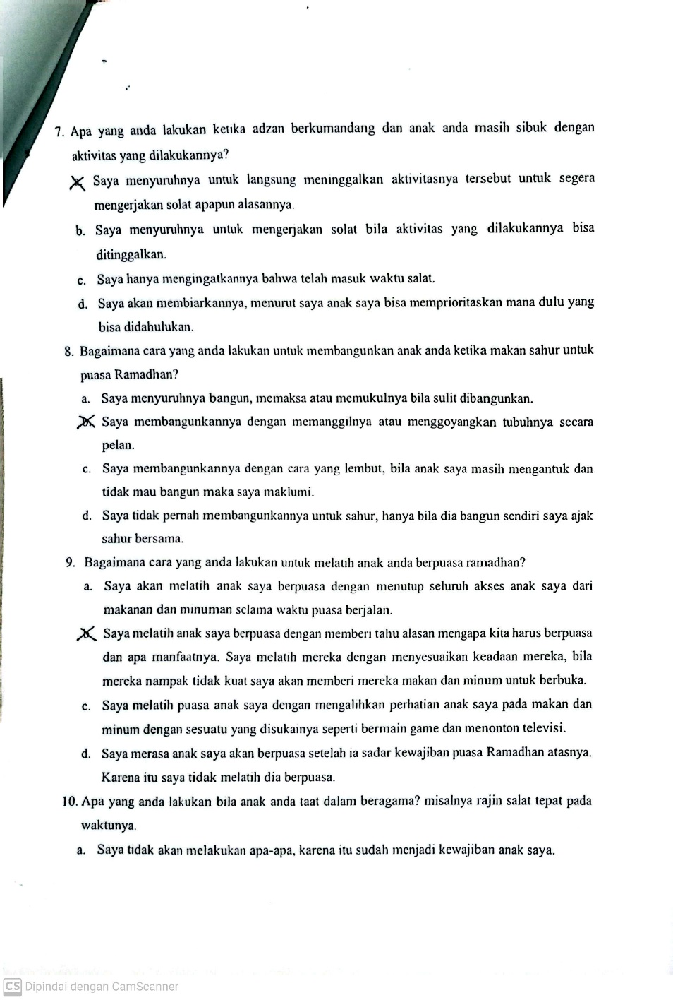 7. Apa yang anda lakukan ketika adzan berkumandang dan anak anda masih sibuk dengan
aktivitas yang dilakukannya?
Saya menyuruhnya untuk langsung meninggalkan aktivitasnya tersebut untuk segera
mengerjakan solat apapun alasannya.
b. Saya menyuruhnya untuk mengerjakan solat bila aktivitas yang dilakukannya bisa
ditinggalkan.
c. Saya hanya mengingatkannya bahwa telah masuk waktu salat.
d. Saya akan membiarkannya, menurut saya anak saya bisa memprioritaskan mana dulu yang
bisa didahulukan.
8. Bagaimana cara yang anda lakukan untuk membangunkan anak anda ketika makan sahur untuk
puasa Ramadhan?
a. Saya menyuruhnya bangun, memaksa atau memukulnya bila sulit dibangunkan.
b. Saya membangunkannya dengan memanggilnya atau menggoyangkan tubuhnya secara
pelan.
c. Saya membangunkannya dengan cara yang lembut, bila anak saya masih mengantuk dan
tidak mau bangun maka saya maklumi.
d. Saya tidak pernah membangunkannya untuk sahur, hanya bila dia bangun sendiri saya ajak
sahur bersama.
9. Bagaimana cara yang anda lakukan untuk melatih anak anda berpuasa ramadhan?
a. Saya akan melatih anak saya berpuasa dengan menutup seluruh akses anak saya dari
makanan dan minuman selama waktu puasa berjalan.
Saya melatih anak saya berpuasa dengan memberi tahu alasan mengapa kita harus berpuasa
dan apa manfaatnya. Saya melatih mereka dengan menyesuaikan keadaan mereka, bila
mereka nampak tidak kuat saya akan memberi mereka makan dan minum untuk berbuka.
c. Saya melatih puasa anak saya dengan mengalihkan perhatian anak saya pada makan dan
minum dengan sesuatu yang disukainya seperti bermain game dan menonton televisi.
d. Saya merasa anak saya akan berpuasa setelah ia sadar kewajiban puasa Ramadhan atasnya.
Karena itu saya tidak melatih dia berpuasa.
10. Apa yang anda lakukan bila anak anda taat dalam beragama? misalnya rajin salat tepat pada
waktunya.
a. Saya tidak akan melakukan apa-apa, karena itu sudah menjadi kewajiban anak saya.
CS Dipindai dengan CamScanner